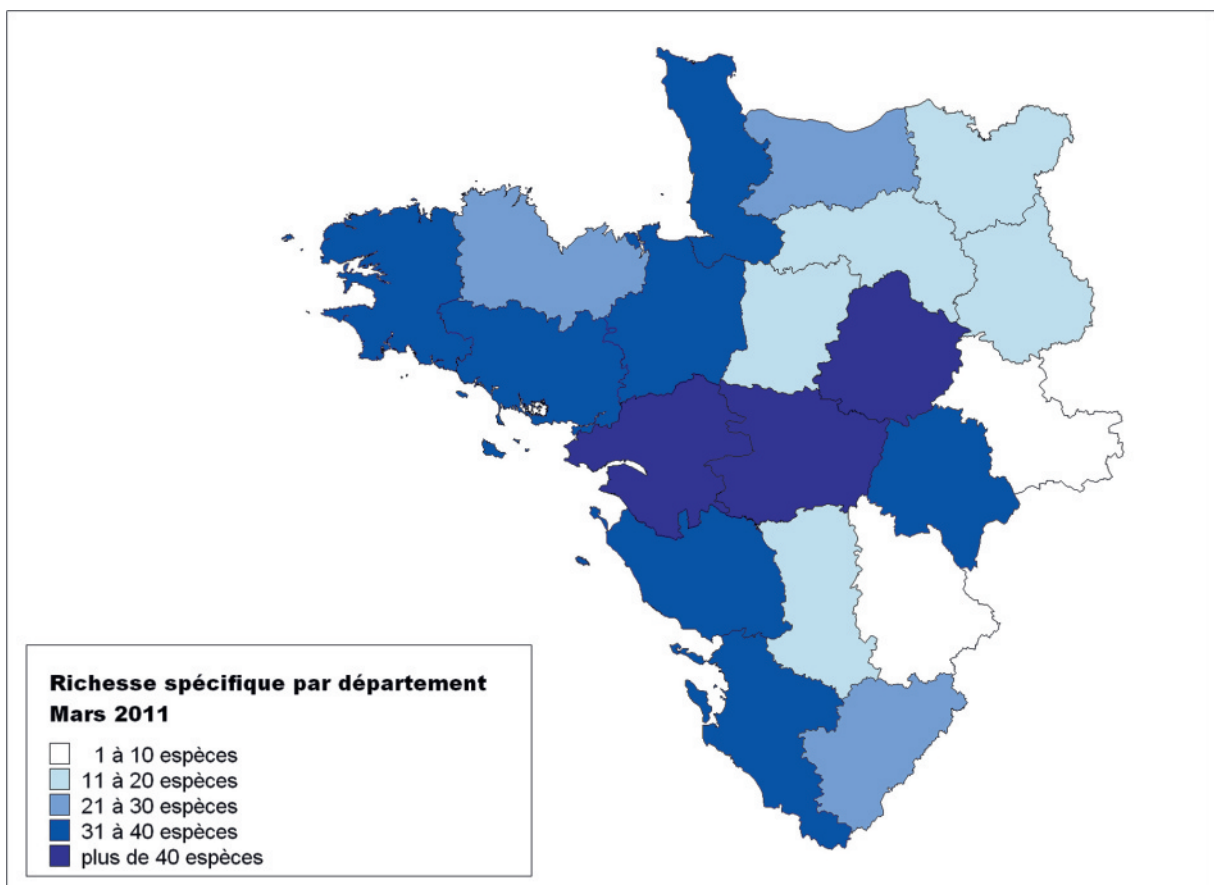 Richesse spécifique par département
Mars 2011
1 à 10 espèces
11 à 20 espèces
21 à 30 espèces
31 à 40 espèces
plus de 40 espèces